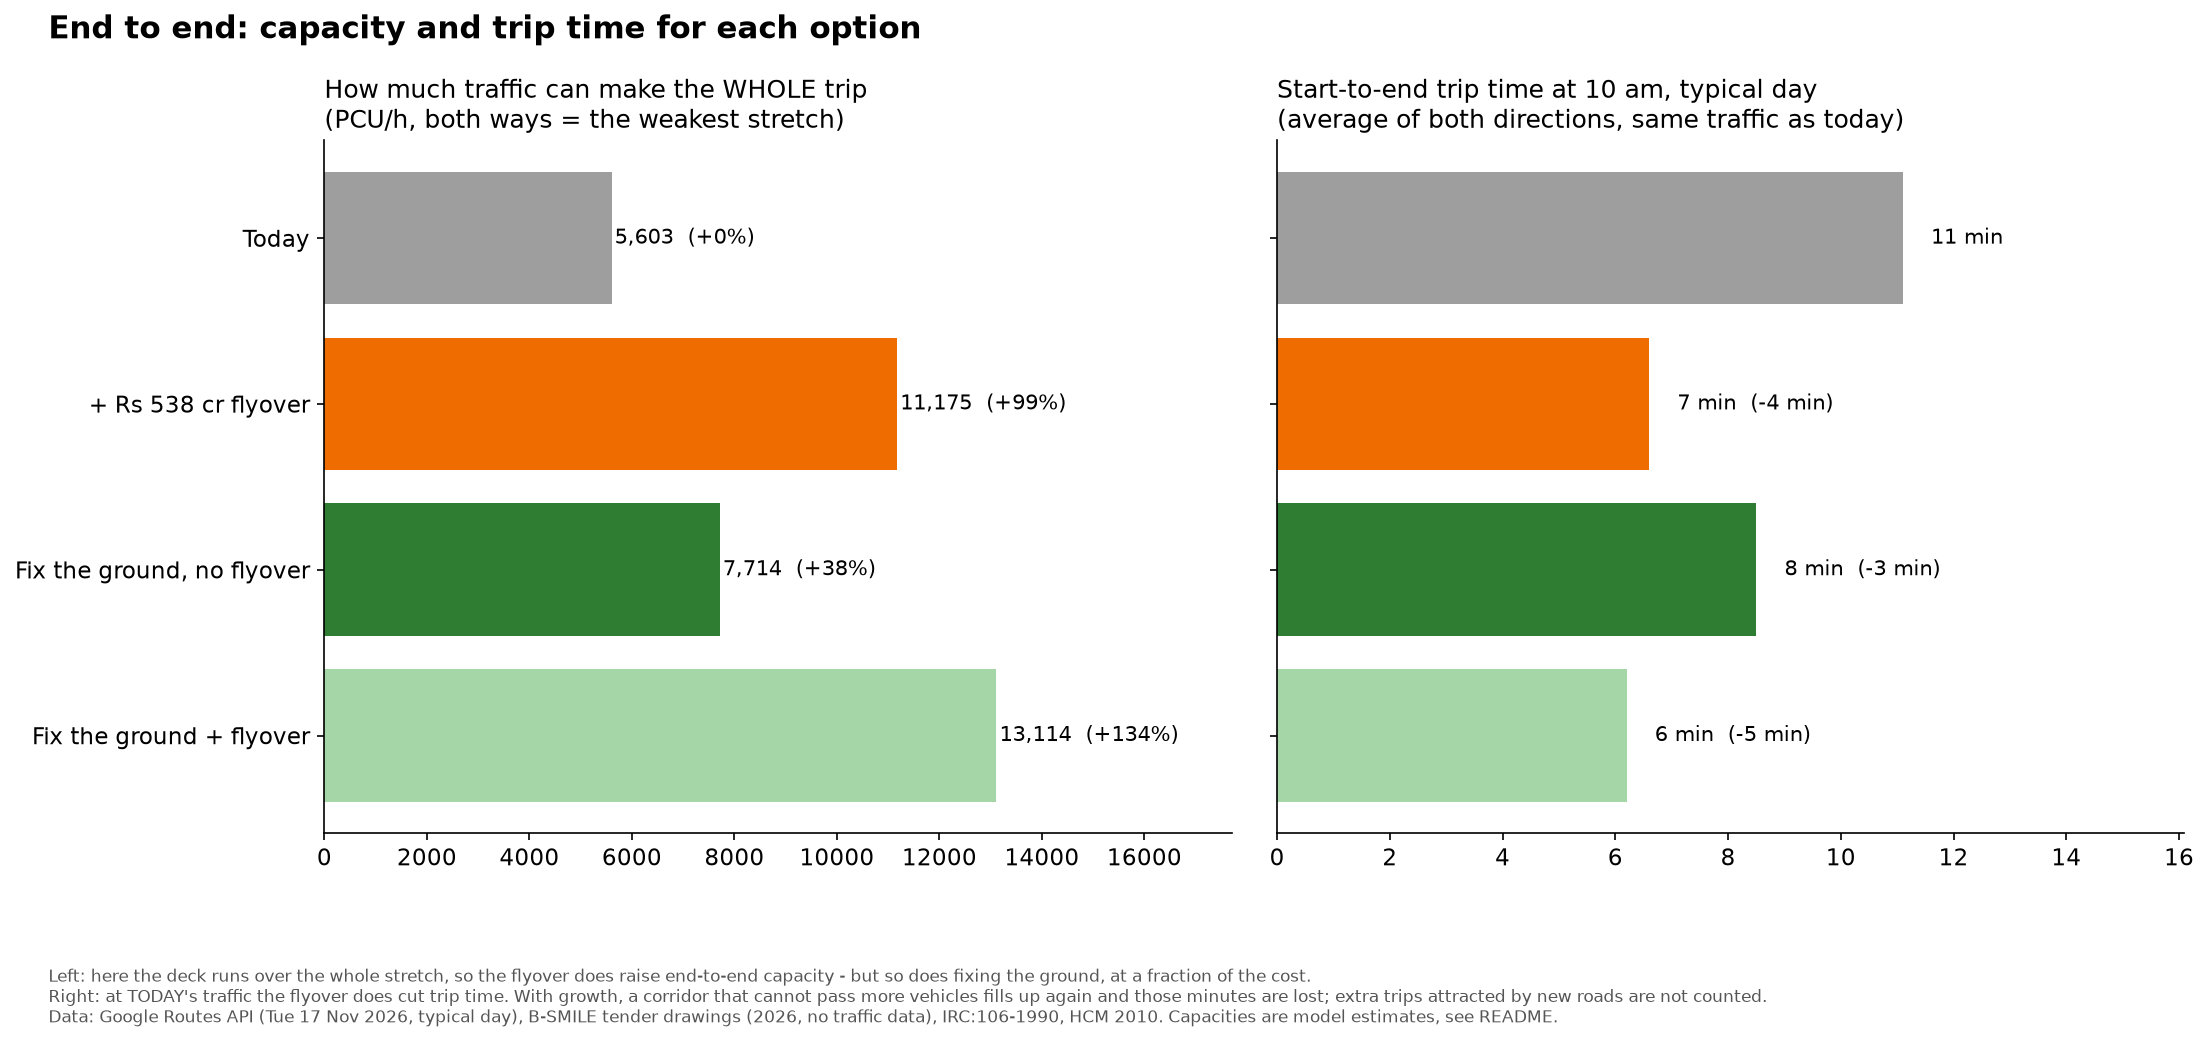 End to end: capacity and trip time for each option
How much traffic can make the WHOLE trip
(PCU/h, both ways = the weakest stretch)
Today
5,603  (+0%)
+ Rs 538 cr flyover
11,175  (+99%)
Fix the ground, no flyover
7,714  (+38%)
Fix the ground + flyover
13,114  (+134%)
0 2000 4000 6000 8000 10000 12000 14000 16000
Start-to-end trip time at 10 am, typical day
(average of both directions, same traffic as today)
11 min
7 min  (-4 min)
8 min  (-3 min)
6 min  (-5 min)
0 2 4 6 8 10 12 14 16
Left: here the deck runs over the whole stretch, so the flyover does raise end-to-end capacity - but so does fixing the ground, at a fraction of the cost.
Right: at TODAY's traffic the flyover does cut trip time. With growth, a corridor that cannot pass more vehicles fills up again and those minutes are lost; extra trips attracted by new roads are not counted.
Data: Google Routes API (Tue 17 Nov 2026, typical day), B-SMILE tender drawings (2026, no traffic data), IRC:106-1990, HCM 2010. Capacities are model estimates, see README.